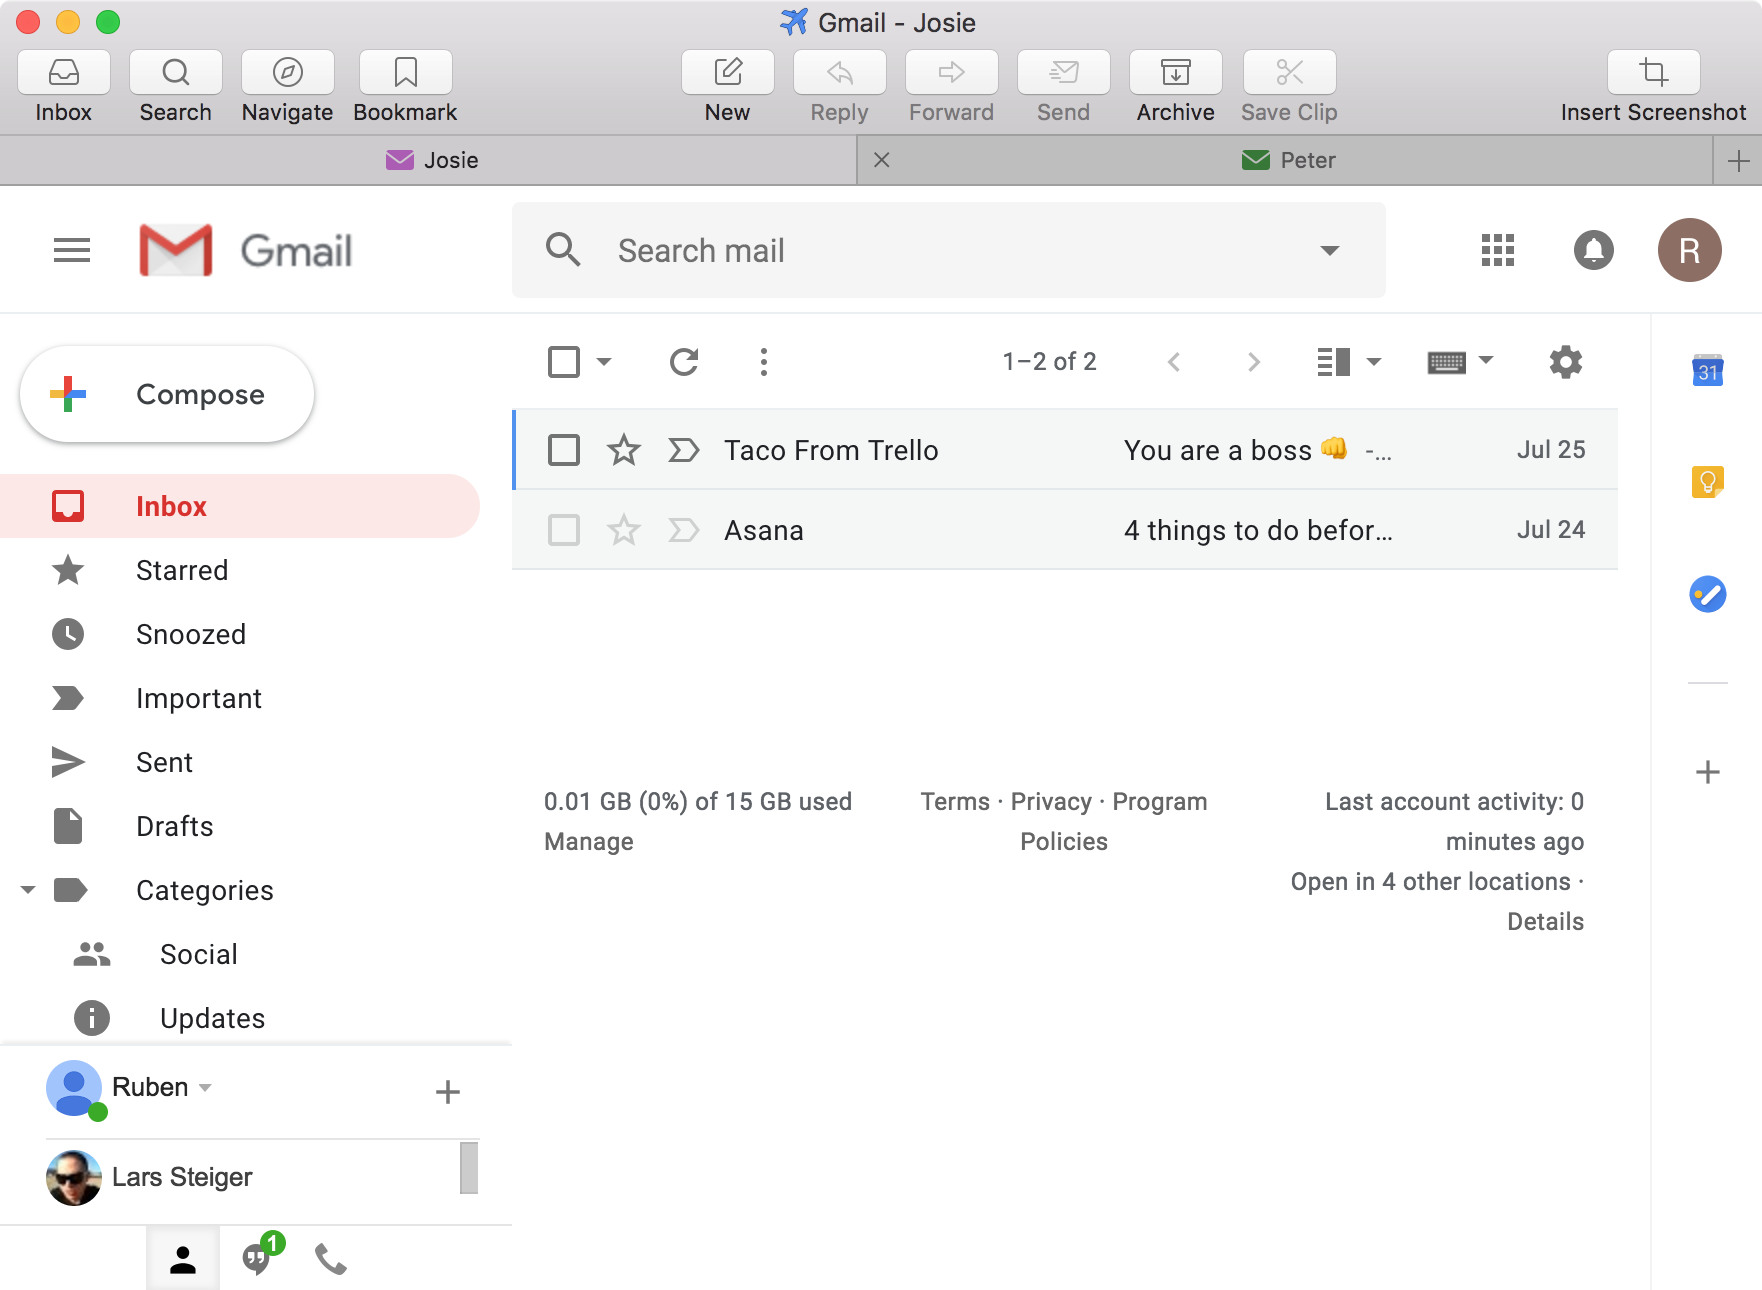 Gmail - Josie
Inbox Search Navigate Bookmark New Reply Forward Send Archive Save Clip Insert Screenshot
Josie
Peter
Gmail
Search mail
R
Compose
1–2 of 2
31
Taco From Trello You are a boss 👊 -... Jul 25
Asana 4 things to do befor... Jul 24
Inbox
Starred
Snoozed
Important
Sent
Drafts
Categories
Social
Updates
0.01 GB (0%) of 15 GB used
Manage
Terms · Privacy · Program
Policies
Last account activity: 0
minutes ago
Open in 4 other locations ·
Details
Ruben
Lars Steiger
1